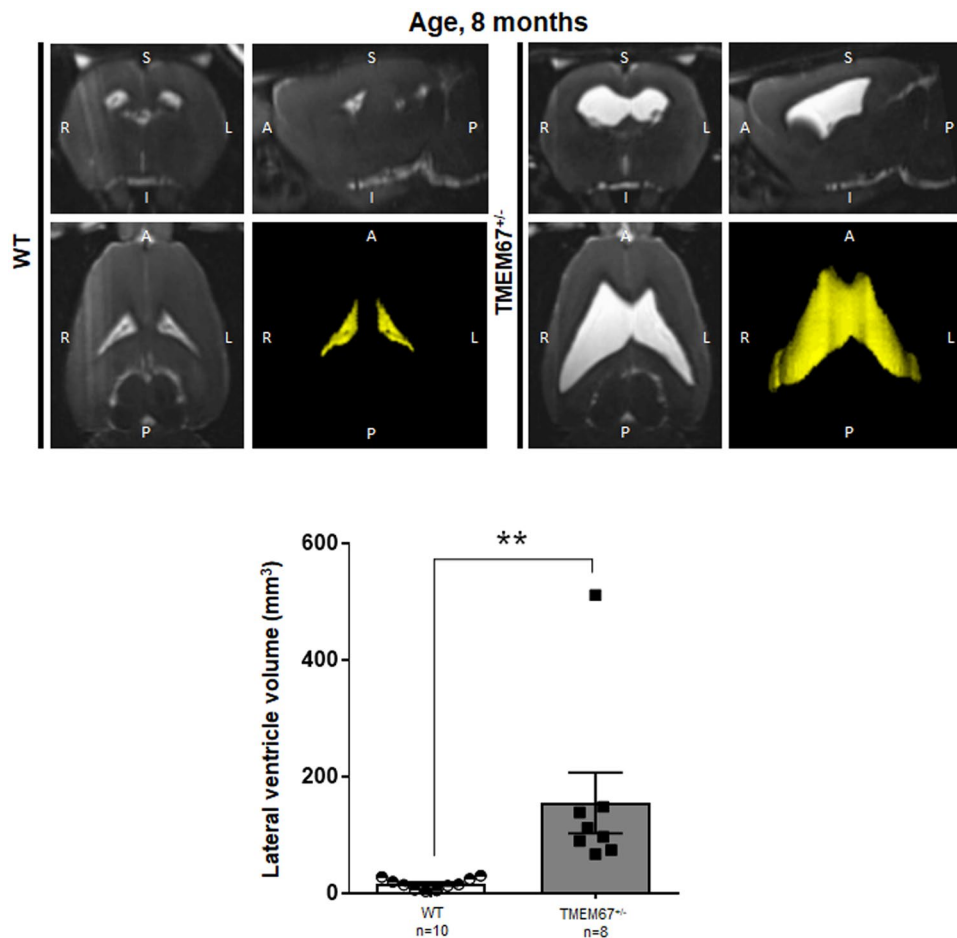 Age, 8 months
WT
S
R
L
I
S
A
P
I
A
R
L
P
A
R
L
P
TMEM67+/-
S
R
L
I
S
A
P
I
A
R
L
P
A
R
L
P
Lateral ventricle volume (mm³)
600
400
200
0
**
WT
n=10
TMEM67+/-
n=8